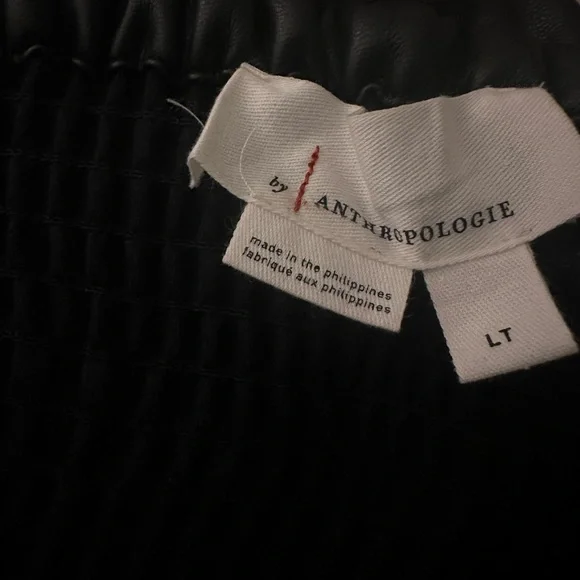 by ANTHROPOLOGIE
made in the philippines
fabriqué aux philippines
LT